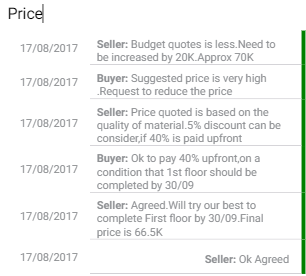 Price
17/08/2017 Seller: Budget quotes is less.Need to
be increased by 20K.Approx 70K
17/08/2017 Buyer: Suggested price is very high
.Request to reduce the price
17/08/2017 Seller: Price quoted is based on the
quality of material.5% discount can be
consider,if 40% is paid upfront
17/08/2017 Buyer: Ok to pay 40% upfront,on a
condition that 1st floor should be
completed by 30/09
17/08/2017 Seller: Agreed.Will try our best to
complete First floor by 30/09.Final
price is 66.5K
17/08/2017 Seller: Ok Agreed